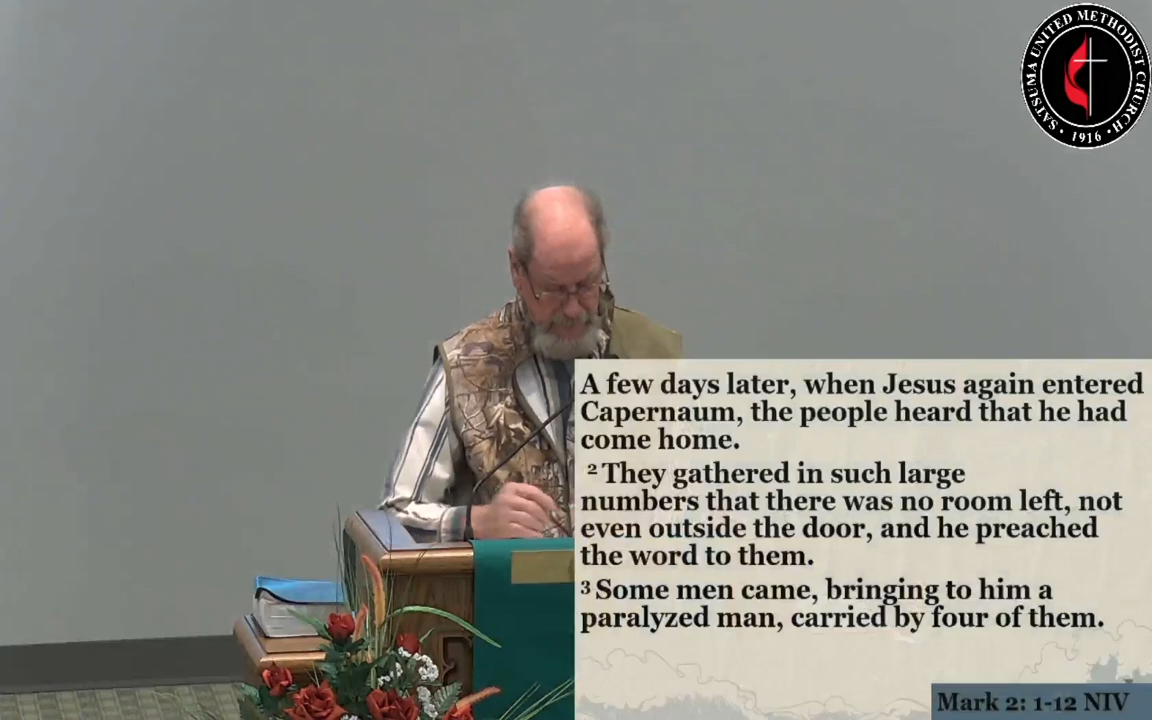 SATSUMA UNITED METHODIST CHURCH
· 1916 ·
A few days later, when Jesus again entered
Capernaum, the people heard that he had
come home.
2 They gathered in such large
numbers that there was no room left, not
even outside the door, and he preached
the word to them.
3 Some men came, bringing to him a
paralyzed man, carried by four of them.
Mark 2: 1-12 NIV